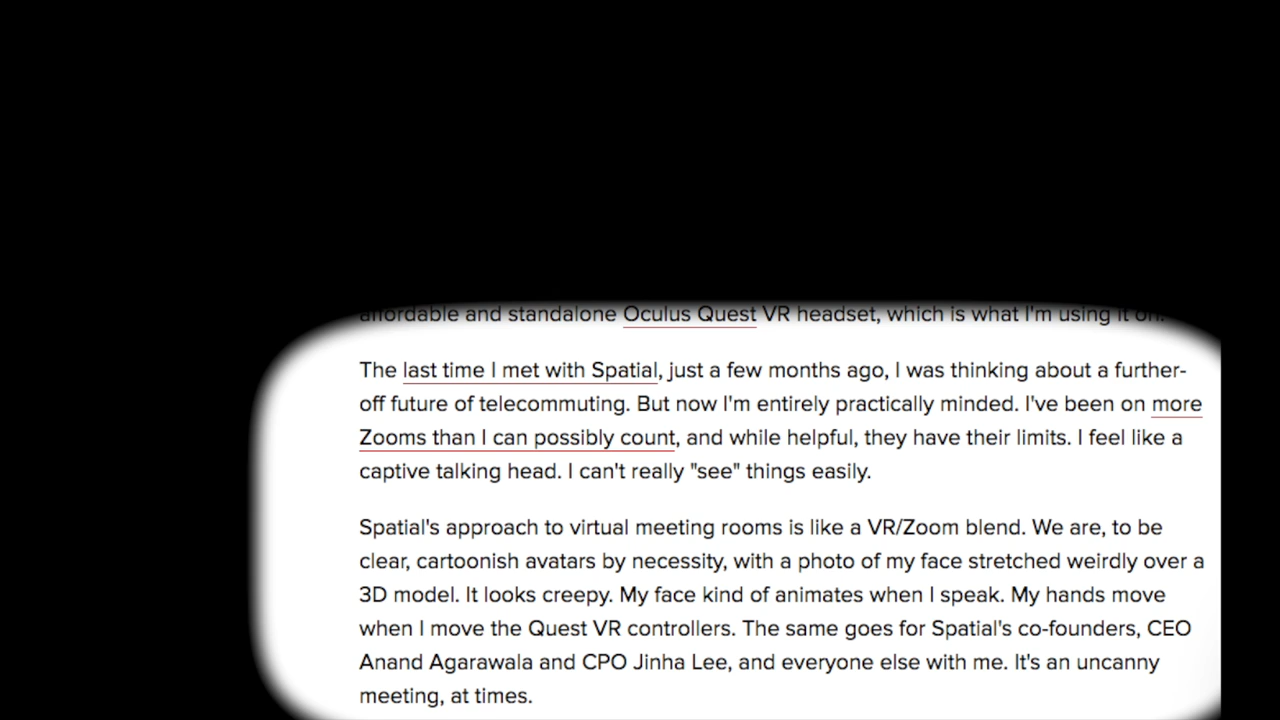 affordable and standalone Oculus Quest VR headset, which is what I'm using it on.
The last time I met with Spatial, just a few months ago, I was thinking about a further-
off future of telecommuting. But now I'm entirely practically minded. I've been on more
Zooms than I can possibly count, and while helpful, they have their limits. I feel like a
captive talking head. I can't really "see" things easily.
Spatial's approach to virtual meeting rooms is like a VR/Zoom blend. We are, to be
clear, cartoonish avatars by necessity, with a photo of my face stretched weirdly over a
3D model. It looks creepy. My face kind of animates when I speak. My hands move
when I move the Quest VR controllers. The same goes for Spatial's co-founders, CEO
Anand Agarawala and CPO Jinha Lee, and everyone else with me. It's an uncanny
meeting, at times.